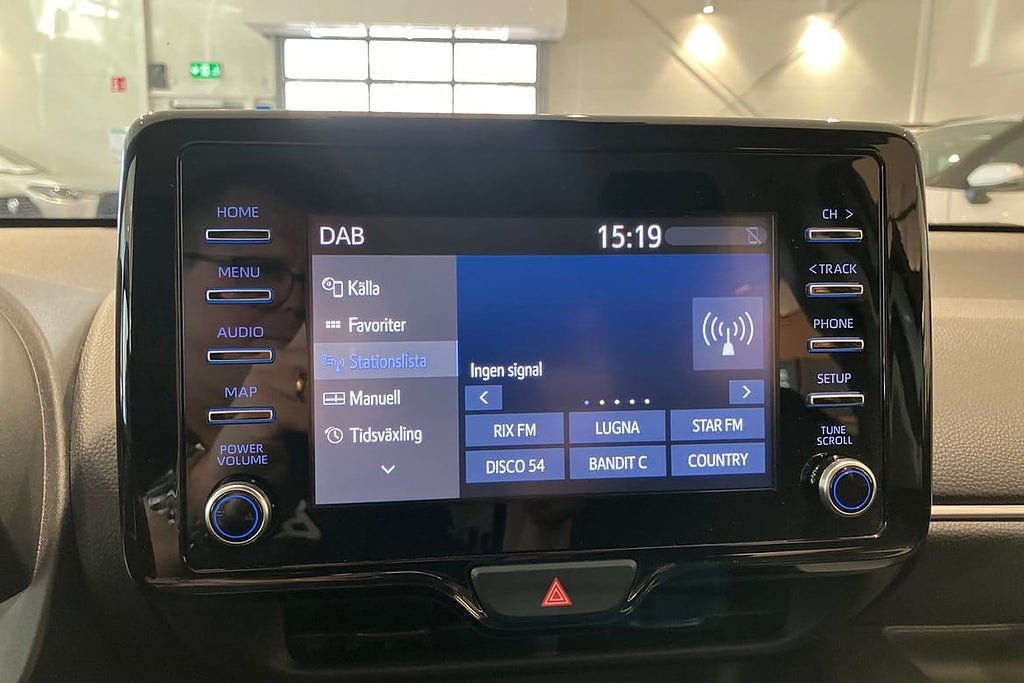 HOME
MENU
AUDIO
MAP
POWER
VOLUME
DAB
15:19
Källa
Favoriter
Stationslista
Manuell
Tidsväxling
Ingen signal
< >
RIX FM LUGNA STAR FM
DISCO 54 BANDIT C COUNTRY
CH >
< TRACK
PHONE
SETUP
TUNE
SCROLL